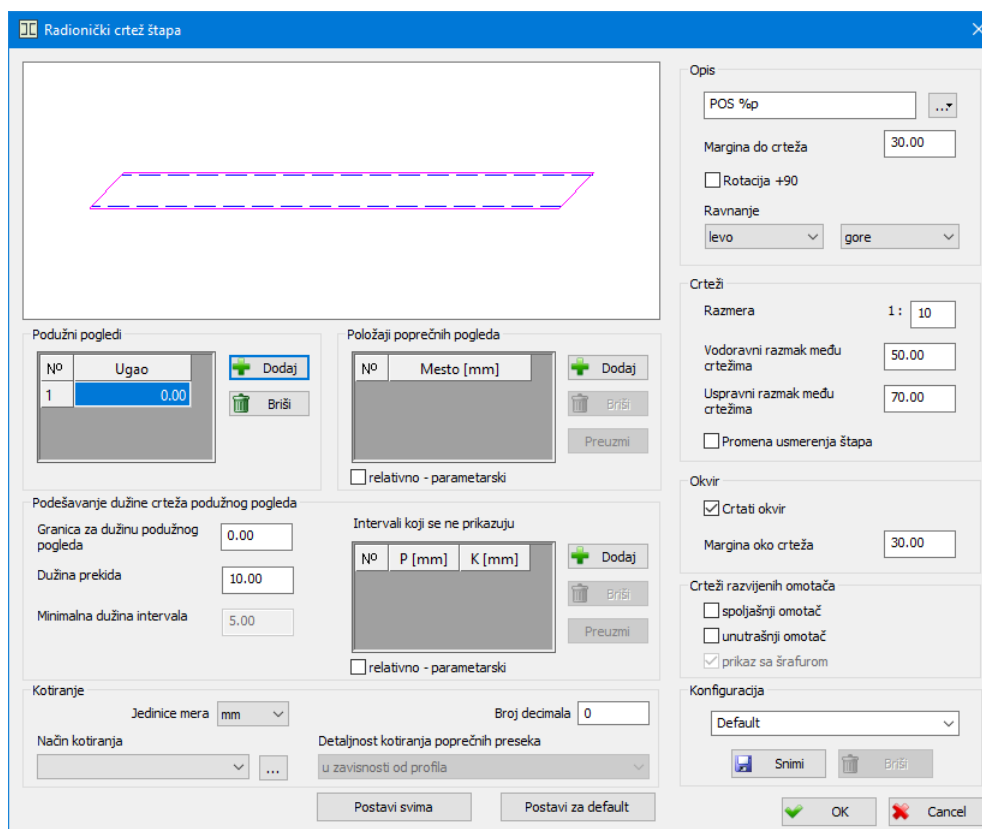 Radionički crtež štapa
Opis
POS %p
...
Margina do crteža 30.00
Rotacija +90
Ravnanje
levo gore
Podužni pogledi
Nº Ugao
1 0.00
Dodaj
Briši
Položaji poprečnih pogleda
Nº Mesto [mm]
Dodaj
Briši
Preuzmi
relativno - parametarski
Crteži
Razmera 1 : 10
Vodoravni razmak među
crtežima
50.00
Uspravni razmak među
crtežima
70.00
Promena usmerenja štapa
Podešavanje dužine crteža podužnog pogleda
Granica za dužinu podužnog
pogleda
0.00
Dužina prekida 10.00
Minimalna dužina intervala 5.00
Intervali koji se ne prikazuju
Nº P [mm] K [mm]
Dodaj
Briši
Preuzmi
relativno - parametarski
Okvir
Crtati okvir
Margina oko crteža 30.00
Crteži razvijenih omotača
spoljašnji omotač
unutrašnji omotač
prikaz sa šrafurom
Kotiranje
Jedinice mera mm
Broj decimala 0
Način kotiranja
...
Detaljnost kotiranja poprečnih preseka
u zavisnosti od profila
Konfiguracija
Default
Snimi Briši
Postavi svima Postavi za default
OK Cancel